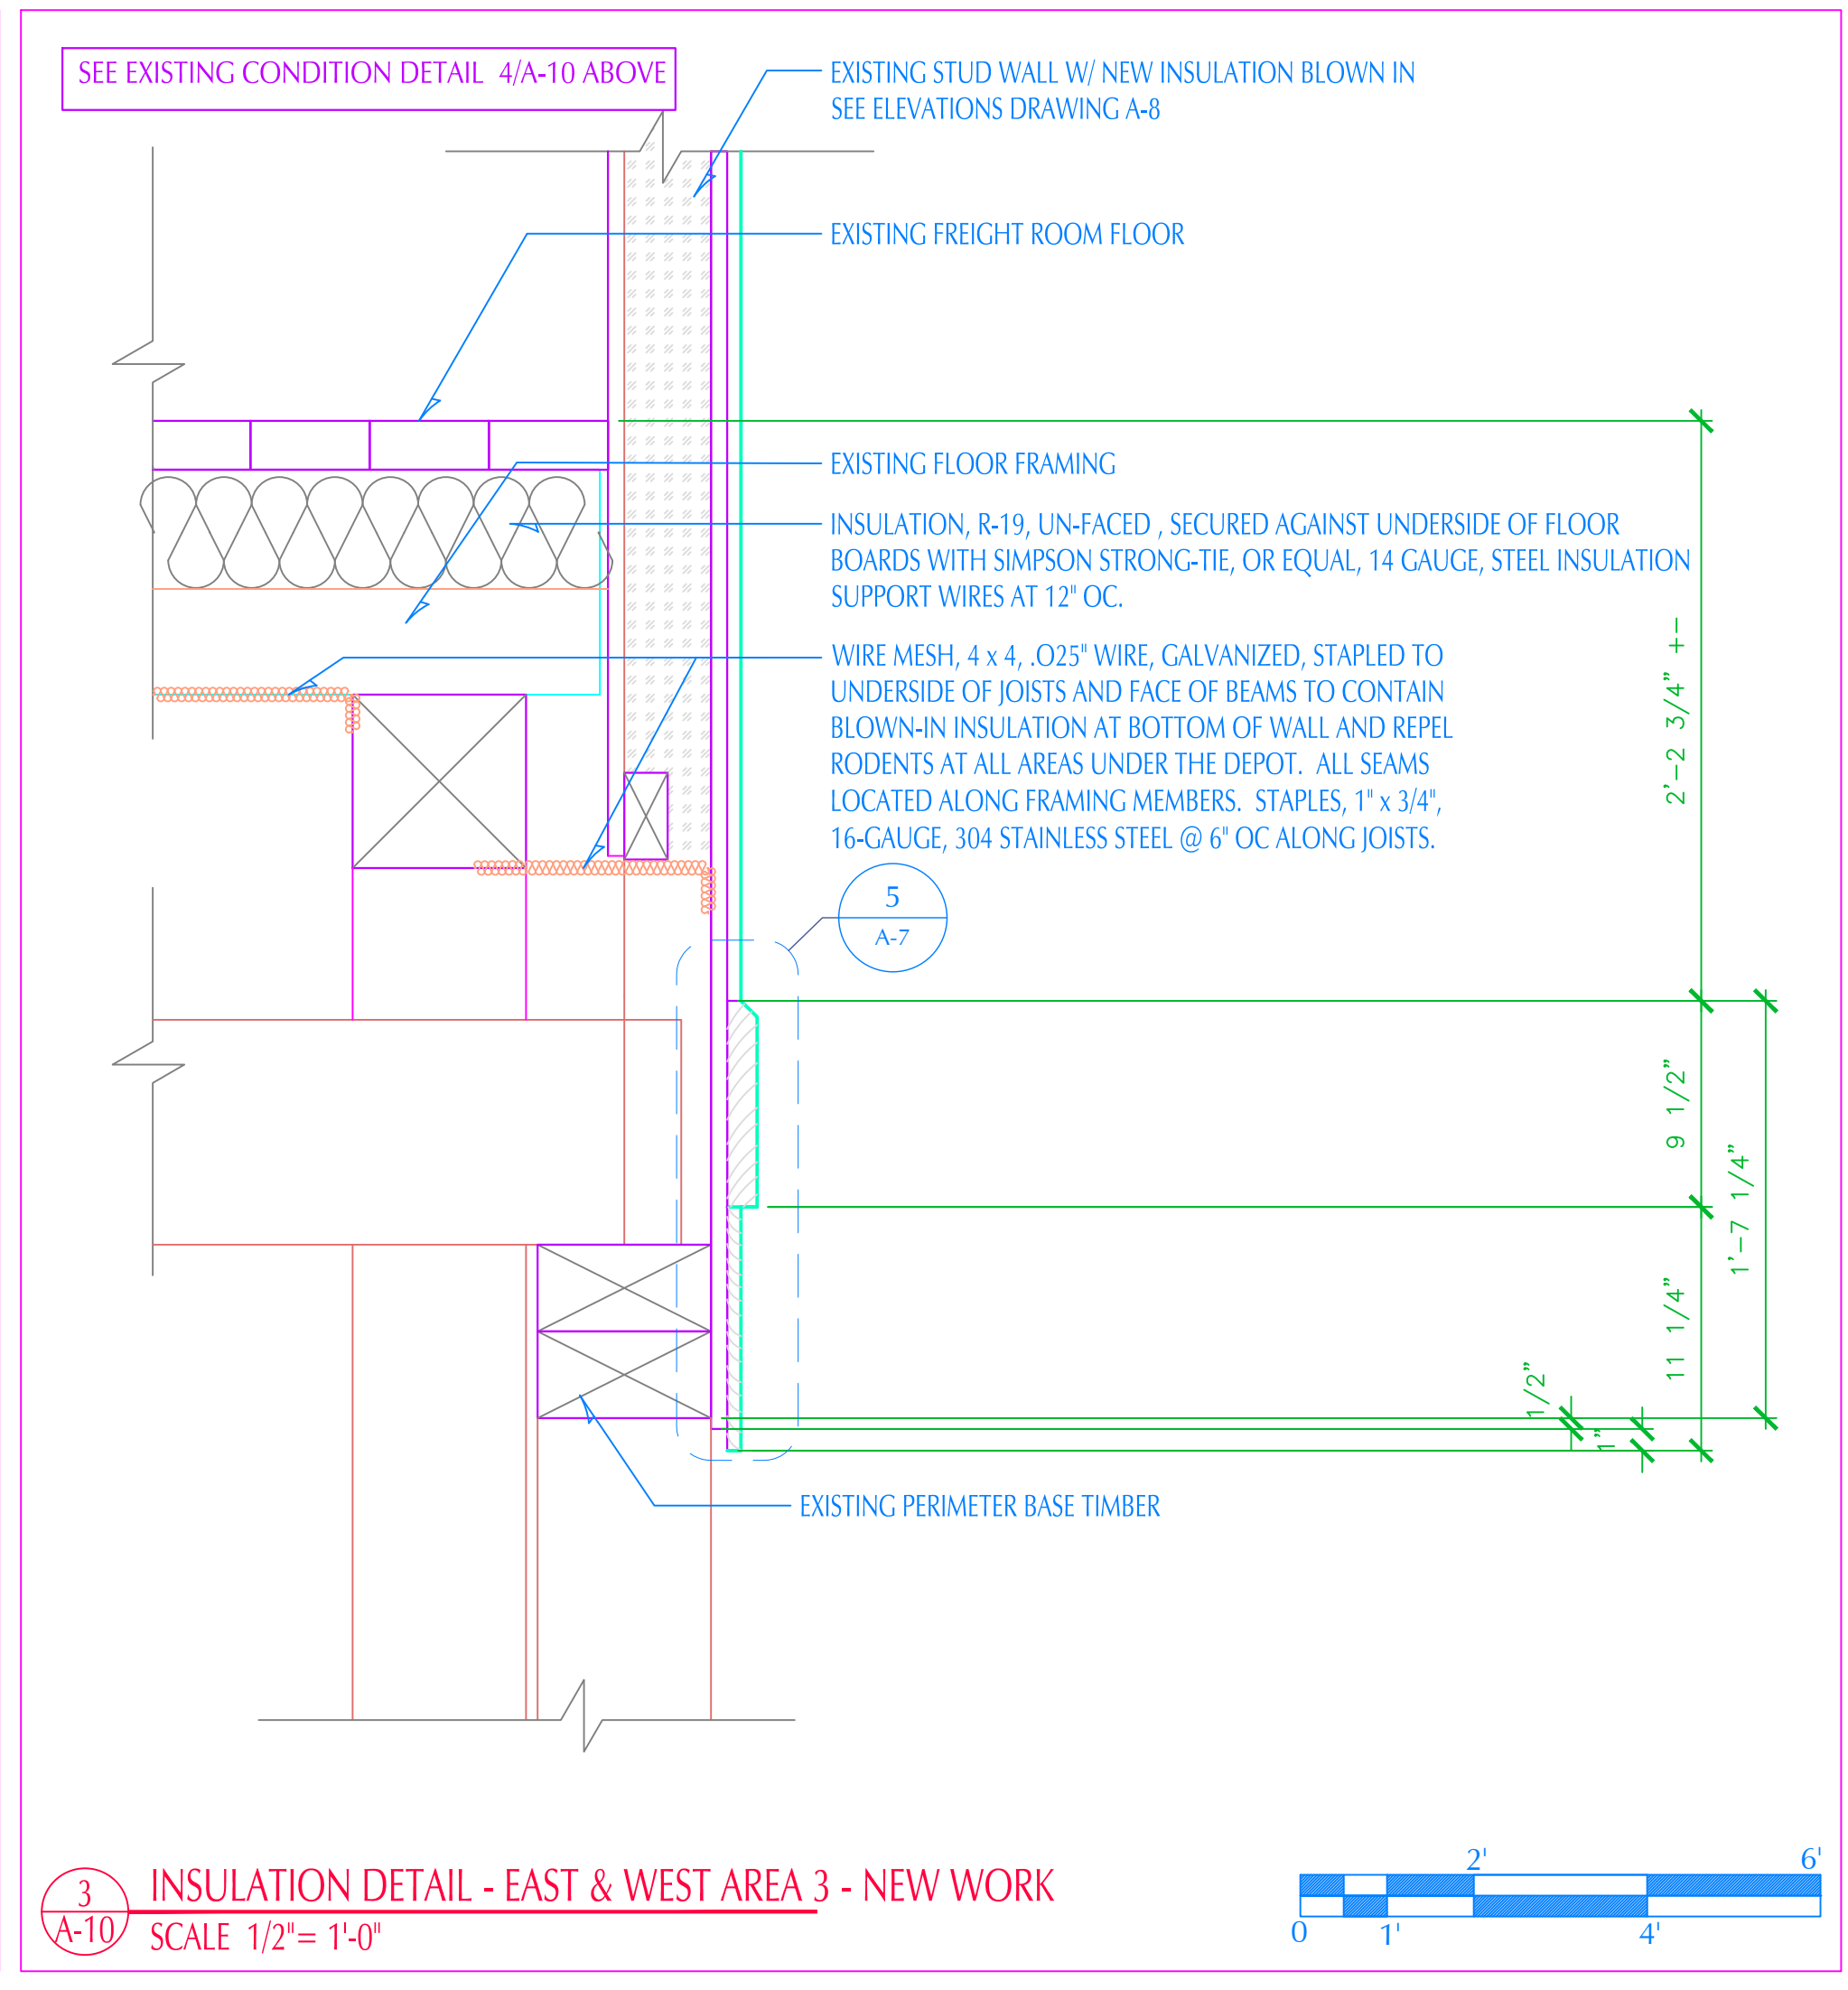 SEE EXISTING CONDITION DETAIL 4/A-10 ABOVE
EXISTING STUD WALL W/ NEW INSULATION BLOWN IN
SEE ELEVATIONS DRAWING A-8
EXISTING FREIGHT ROOM FLOOR
EXISTING FLOOR FRAMING
INSULATION, R-19, UN-FACED , SECURED AGAINST UNDERSIDE OF FLOOR
BOARDS WITH SIMPSON STRONG-TIE, OR EQUAL, 14 GAUGE, STEEL INSULATION
SUPPORT WIRES AT 12" OC.
WIRE MESH, 4 x 4, .O25" WIRE, GALVANIZED, STAPLED TO
UNDERSIDE OF JOISTS AND FACE OF BEAMS TO CONTAIN
BLOWN-IN INSULATION AT BOTTOM OF WALL AND REPEL
RODENTS AT ALL AREAS UNDER THE DEPOT. ALL SEAMS
LOCATED ALONG FRAMING MEMBERS. STAPLES, 1" x 3/4",
16-GAUGE, 304 STAINLESS STEEL @ 6" OC ALONG JOISTS.
2'-2 3/4" +-
5
A-7
9 1/2"
1'-7 1/4"
11 1/4"
1/2"
1"
EXISTING PERIMETER BASE TIMBER
3
A-10
INSULATION DETAIL - EAST & WEST AREA 3 - NEW WORK
SCALE 1/2"= 1'-0"
2'
6'
0
1'
4'